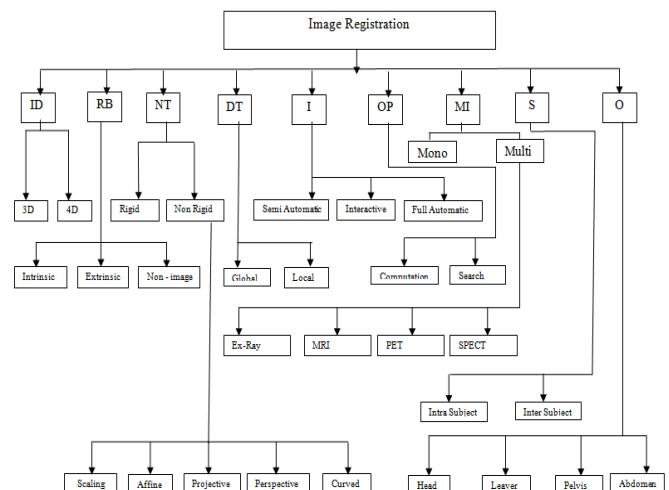 Image Registration
ID RB NT DT I OP MI S O
Mono Multi
3D 4D Rigid Non Rigid Semi Automatic Interactive Full Automatic
Intrinsic Extrinsic Non - image Global Local Computation Search
Ex-Ray MRI PET SPECT
Intra Subject Inter Subject
Scaling Affine Projective Perspective Curved Head Leaver Pelvis Abdomen